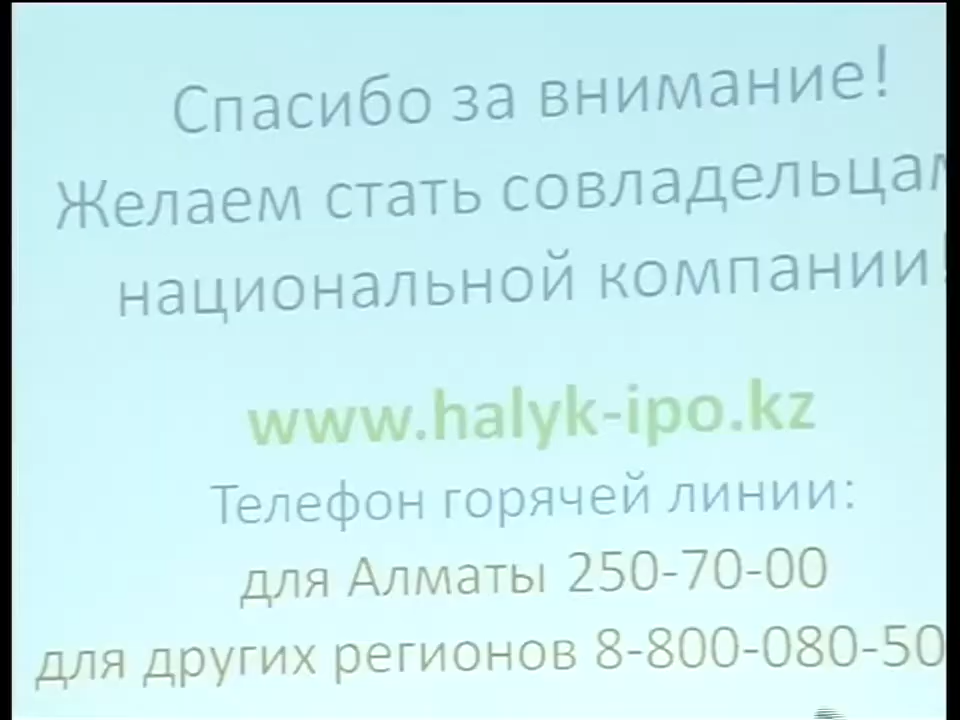 Спасибо за внимание!
Желаем стать совладельцам
национальной компании!
www.halyk-ipo.kz
Телефон горячей линии:
для Алматы 250-70-00
для других регионов 8-800-080-50